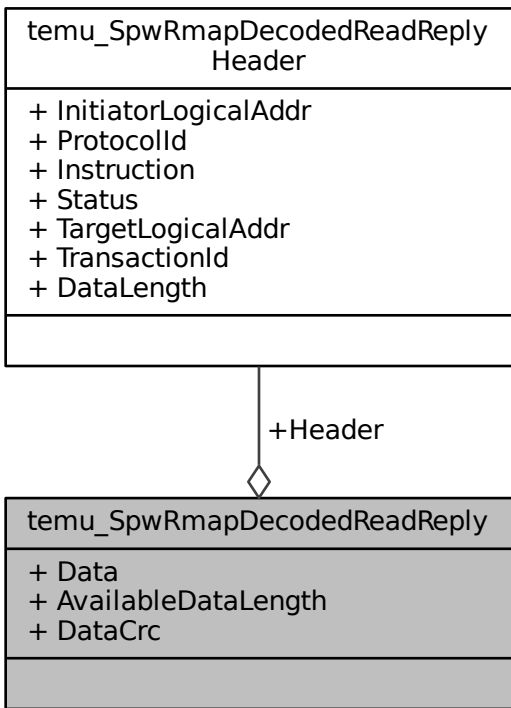 temu_SpwRmapDecodedReadReply
Header
+ InitiatorLogicalAddr
+ ProtocolId
+ Instruction
+ Status
+ TargetLogicalAddr
+ TransactionId
+ DataLength
+Header
temu_SpwRmapDecodedReadReply
+ Data
+ AvailableDataLength
+ DataCrc